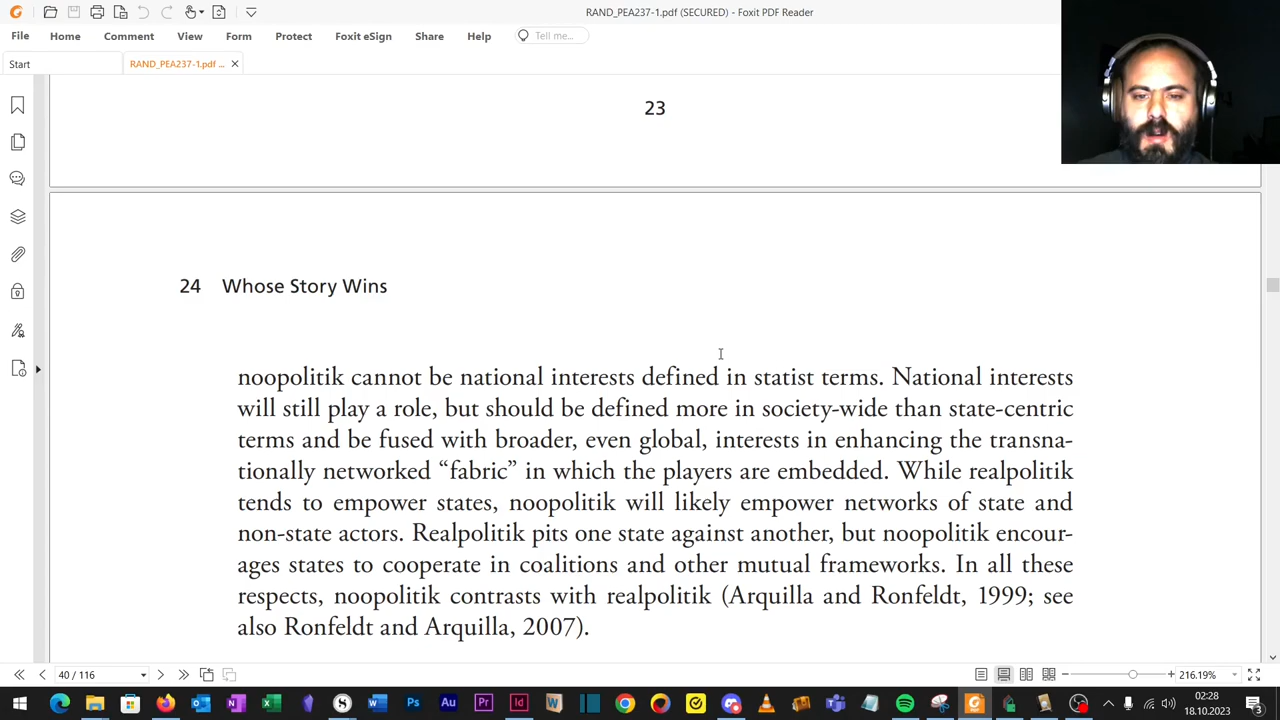 RAND_PEA237-1.pdf (SECURED) - Foxit PDF Reader
File Home Comment View Form Protect Foxit eSign Share Help Tell me...
Start RAND_PEA237-1.pdf ...
23
24 Whose Story Wins
noopolitik cannot be national interests defined in statist terms. National interests
will still play a role, but should be defined more in society-wide than state-centric
terms and be fused with broader, even global, interests in enhancing the transna-
tionally networked “fabric” in which the players are embedded. While realpolitik
tends to empower states, noopolitik will likely empower networks of state and
non-state actors. Realpolitik pits one state against another, but noopolitik encour-
ages states to cooperate in coalitions and other mutual frameworks. In all these
respects, noopolitik contrasts with realpolitik (Arquilla and Ronfeldt, 1999; see
also Ronfeldt and Arquilla, 2007).
40 / 116 216.19%
Ps Au Pr Id
02:28
18.10.2023
3